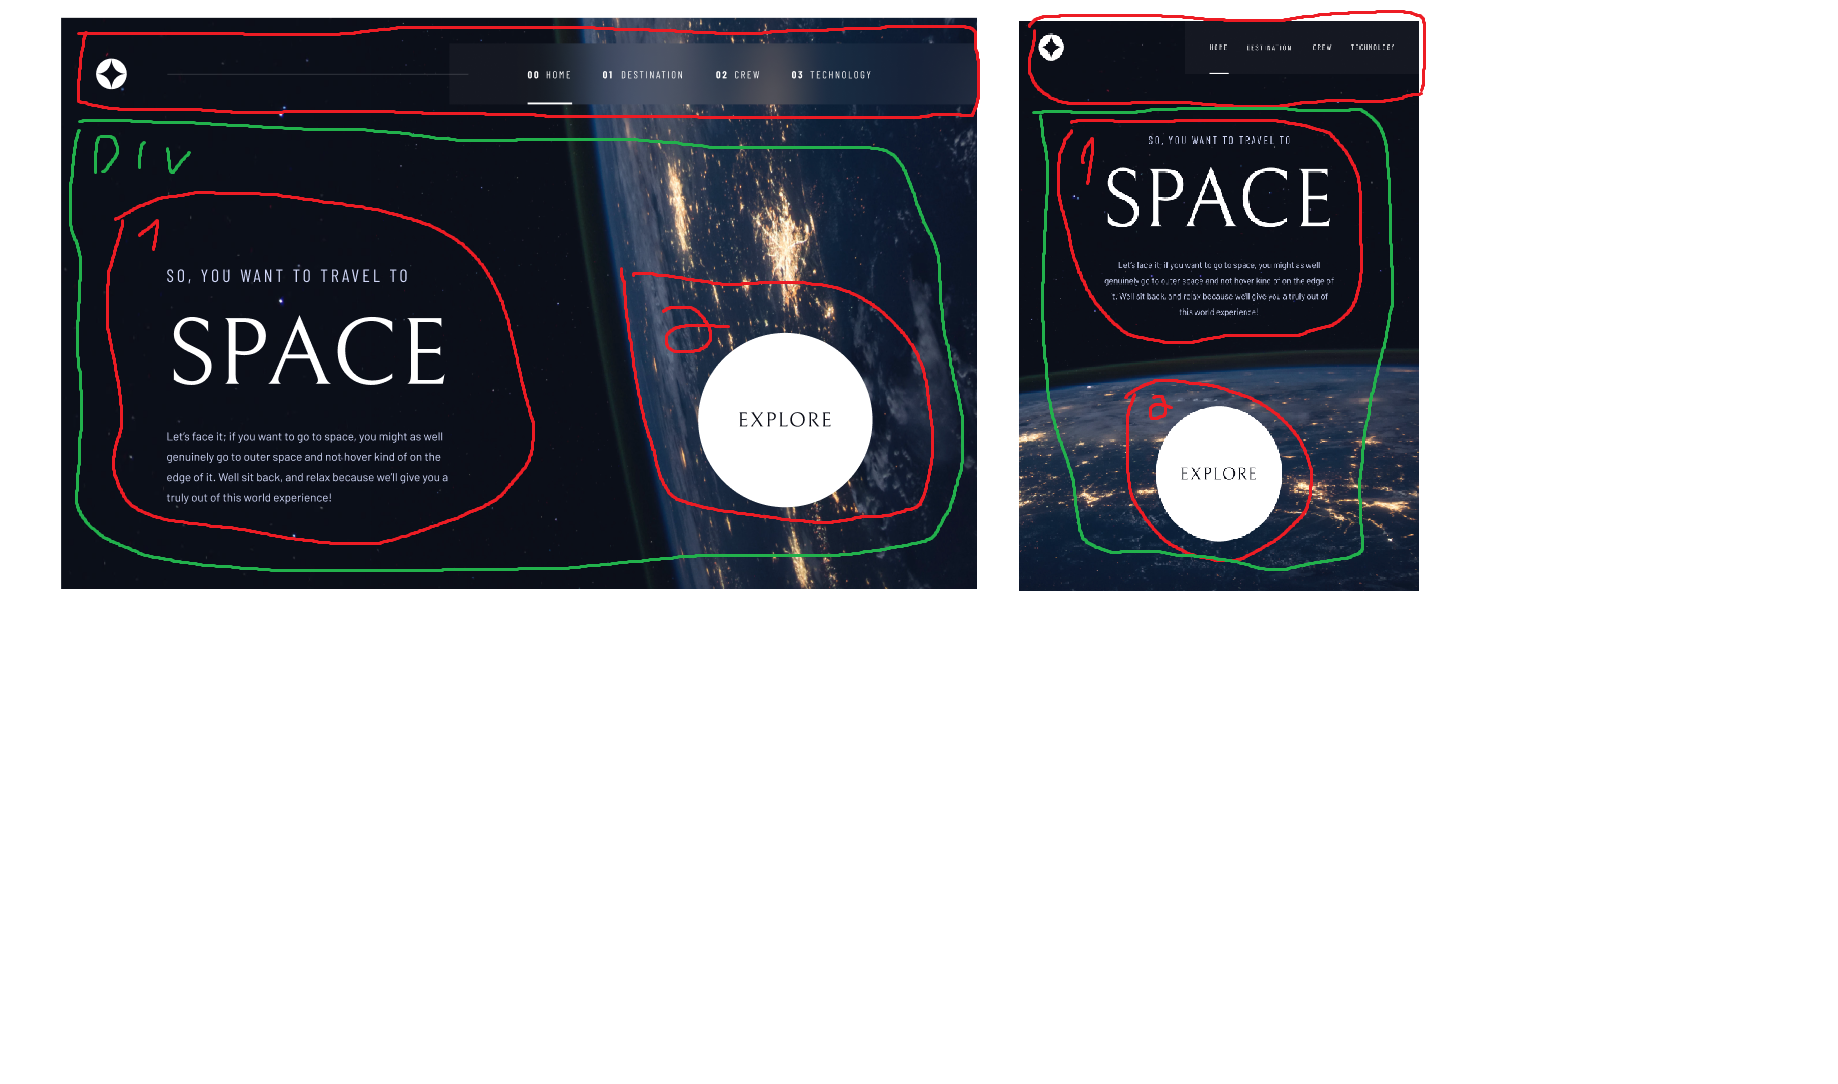 00 HOME 01 DESTINATION 02 CREW 03 TECHNOLOGY
DIV
1
SO, YOU WANT TO TRAVEL TO
SPACE
Let's face it; if you want to go to space, you might as well
genuinely go to outer space and not hover kind of on the
edge of it. Well sit back, and relax because we'll give you a
truly out of this world experience!
2
EXPLORE
HOME DESTINATION CREW TECHNOLOGY
1
SO, YOU WANT TO TRAVEL TO
SPACE
Let's face it; if you want to go to space, you might as well
genuinely go to outer space and not hover kind of on the edge of
it. Well sit back, and relax because we'll give you a truly out of
this world experience!
2
EXPLORE